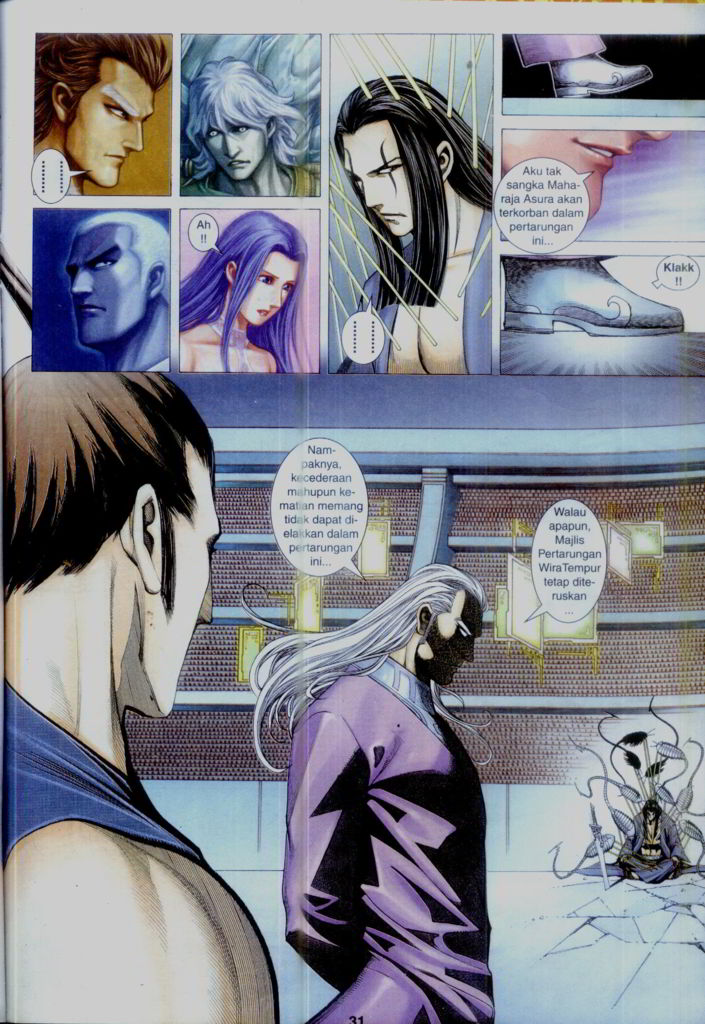 Ah
!!
Aku tak
sangka Maha-
raja Asura akan
terkorban dalam
pertarungan
ini...
Klakk
!!
Nam-
paknya,
kecederaan
mahupun ke-
matian memang
tidak dapat di-
elakkan dalam
pertarungan
ini...
Walau
apapun,
Majlis
Pertarungan
WiraTempur
tetap dite-
ruskan
...
31